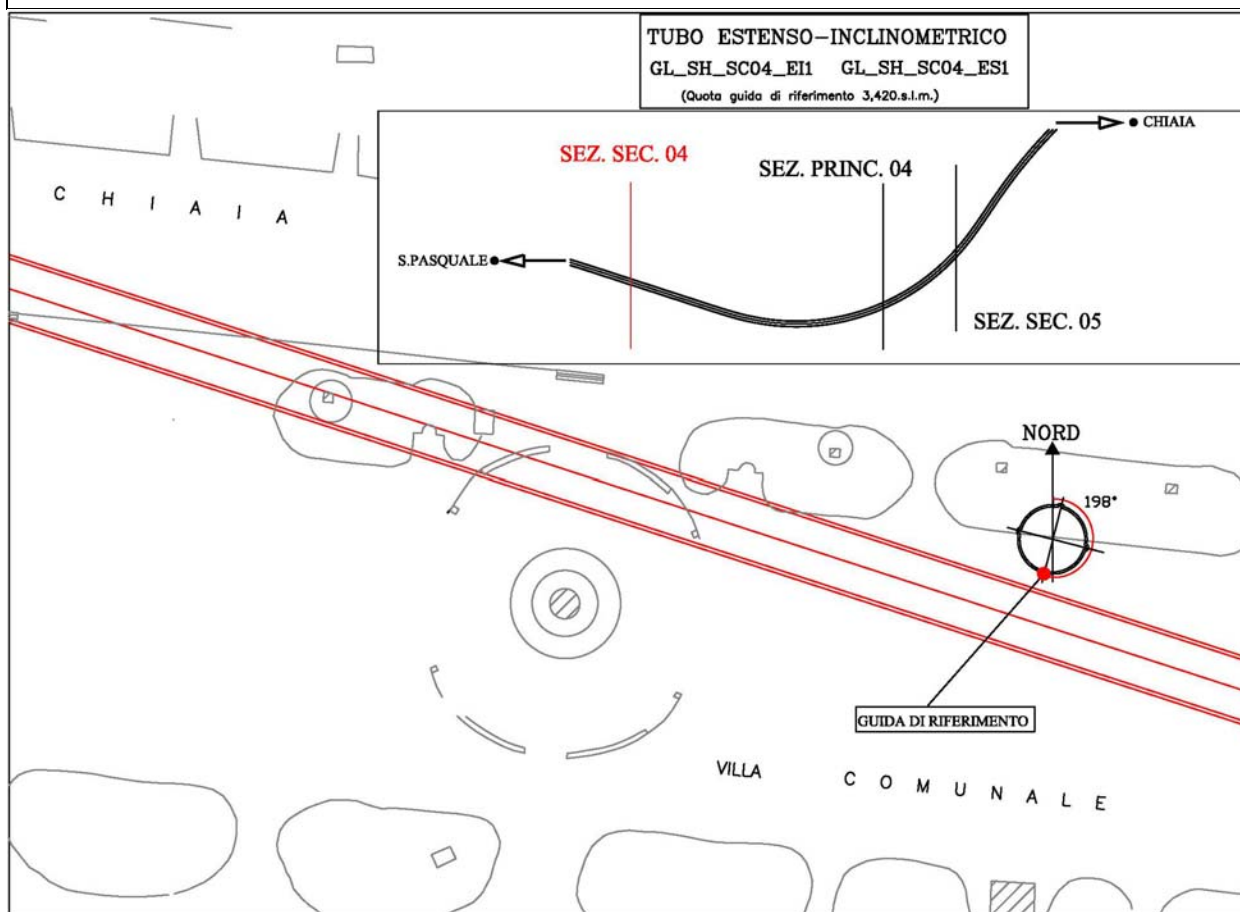 TUBO ESTENSO-INCLINOMETRICO
GL_SH_SC04_EI1 GL_SH_SC04_ES1
(Quota guida di riferimento 3,420.s.l.m.)
CHIAIA
SEZ. SEC. 04
SEZ. PRINC. 04
C H I A I A
S.PASQUALE
SEZ. SEC. 05
NORD
198°
GUIDA DI RIFERIMENTO
VILLA C O M U N A L E